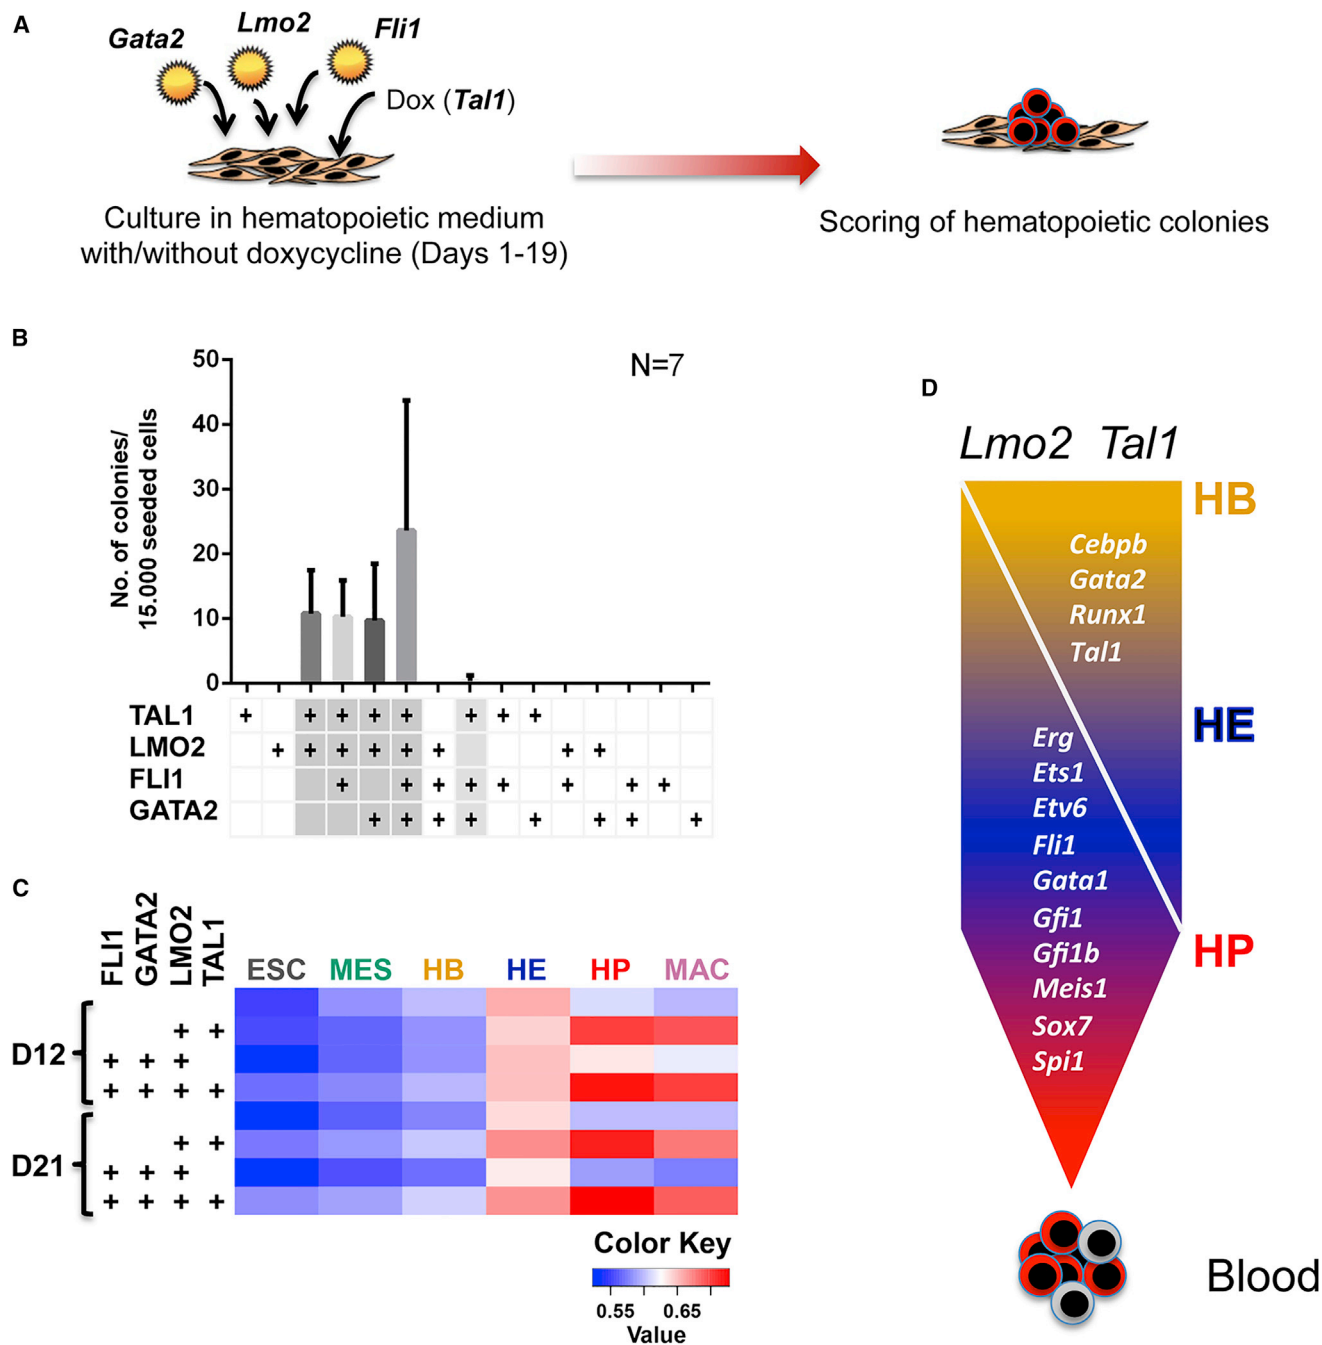 A
Gata2
Lmo2
Fli1
Dox (Tal1)
Culture in hematopoietic medium
with/without doxycycline (Days 1-19)
Scoring of hematopoietic colonies
B
N=7
No. of colonies/
15.000 seeded cells
50
40
30
20
10
0
TAL1 + + + + + + + +
LMO2 + + + + + + + +
FLI1 + + + + + + + +
GATA2 + + + + + + + +
C
FLI1 GATA2 LMO2 TAL1
ESC MES HB HE HP MAC
D12
+ +
+ + +
+ + + +
D21
+ +
+ + +
+ + + +
Color Key
0.55 0.65
Value
D
Lmo2 Tal1
HB
Cebpb
Gata2
Runx1
Tal1
HE
Erg
Ets1
Etv6
Fli1
Gata1
Gfi1
HP
Gfi1b
Meis1
Sox7
Spi1
Blood